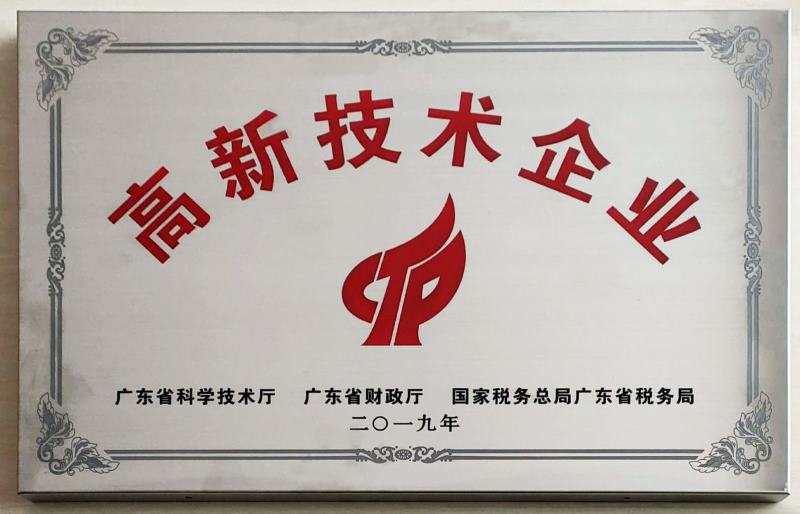 高新技术企业
广东省科学技术厅 广东省财政厅 国家税务总局广东省税务局
二〇一九年